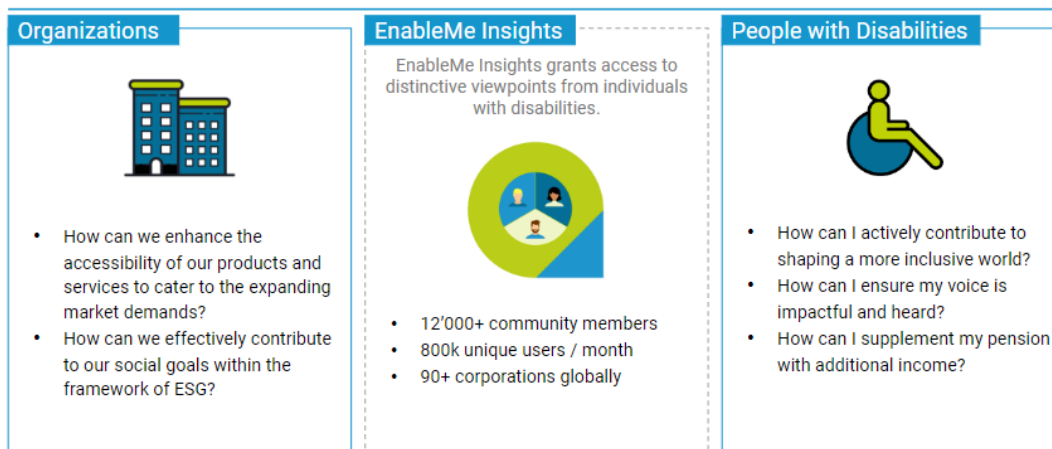 Organizations
How can we enhance the
accessibility of our products and
services to cater to the expanding
market demands?
How can we effectively contribute
to our social goals within the
framework of ESG?
EnableMe Insights
EnableMe Insights grants access to
distinctive viewpoints from individuals
with disabilities.
12’000+ community members
800k unique users / month
90+ corporations globally
People with Disabilities
How can I actively contribute to
shaping a more inclusive world?
How can I ensure my voice is
impactful and heard?
How can I supplement my pension
with additional income?